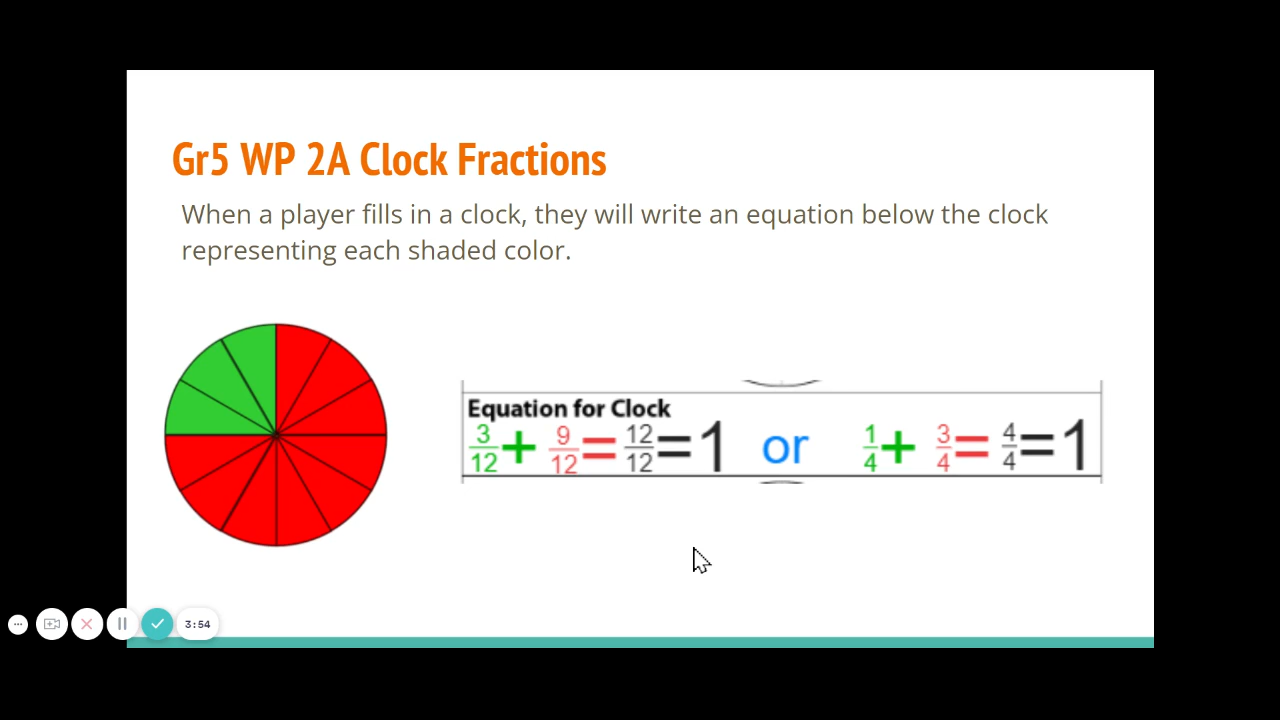 Gr5 WP 2A Clock Fractions
When a player fills in a clock, they will write an equation below the clock
representing each shaded color.
Equation for Clock
3/12 + 9/12 = 12/12 = 1 or 1/4 + 3/4 = 4/4 = 1
3:54